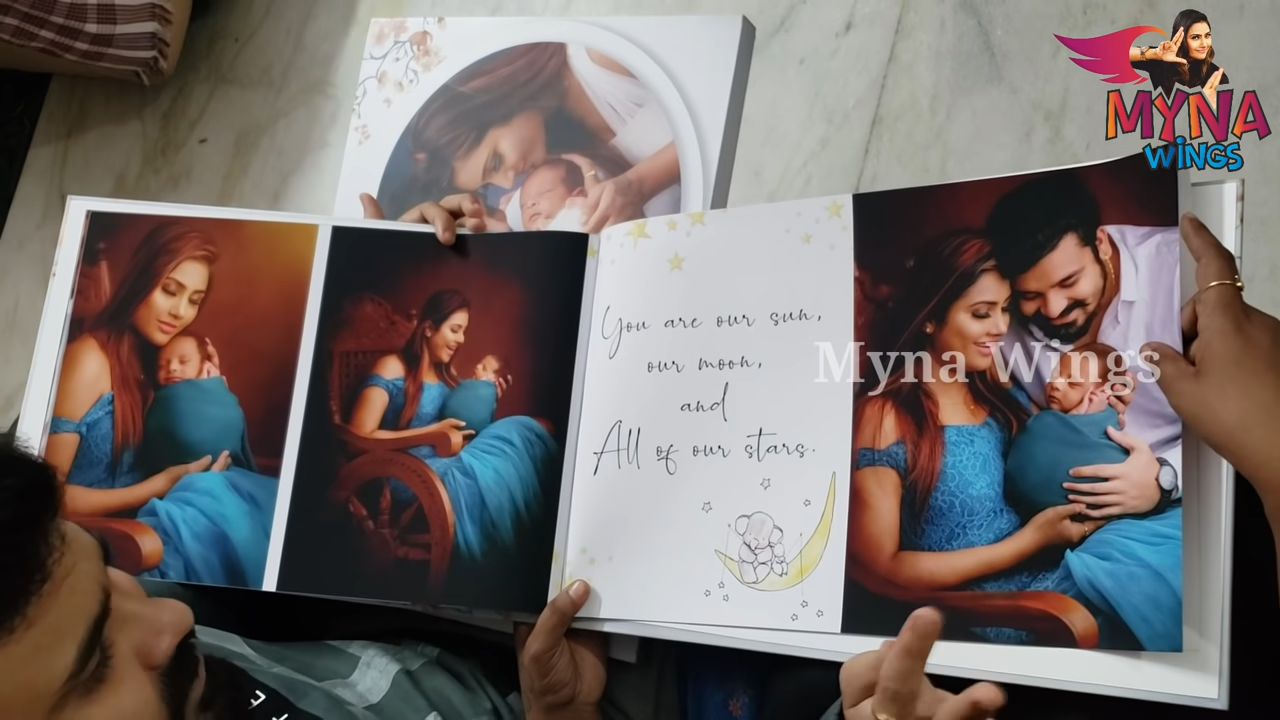 MYNA
WiNGS
You are our sun,
our moon,
and
All of our stars.
Myna Wings